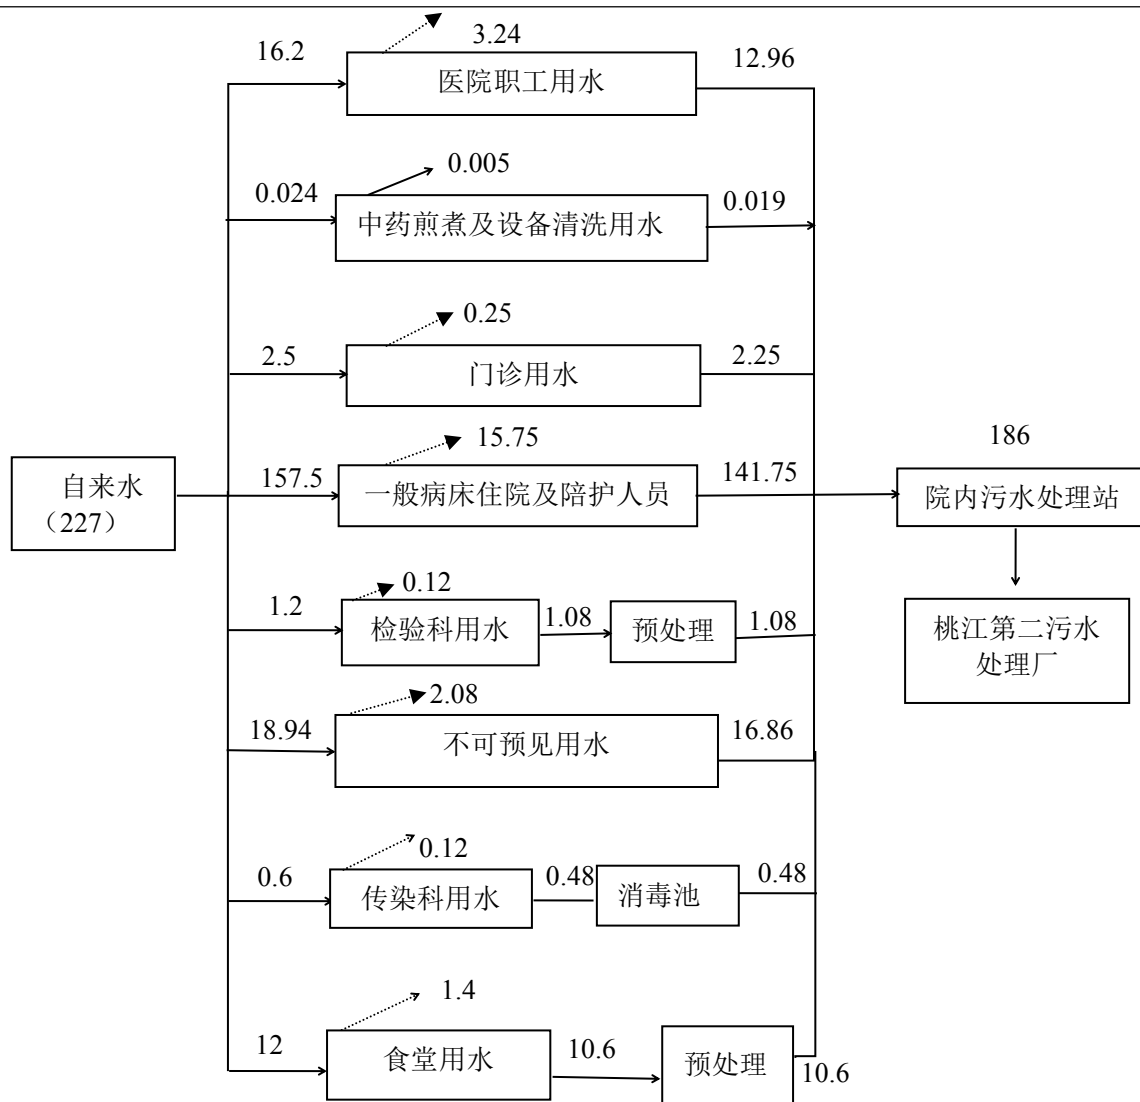 16.2
3.24
医院职工用水
12.96
0.024
0.005
中药煎煮及设备清洗用水
0.019
2.5
0.25
门诊用水
2.25
自来水
（227）
157.5
15.75
一般病床住院及陪护人员
141.75
186
院内污水处理站
桃江第二污水
处理厂
1.2
0.12
检验科用水
1.08
预处理
1.08
18.94
2.08
不可预见用水
16.86
0.6
0.12
传染科用水
0.48
消毒池
0.48
12
1.4
食堂用水
10.6
预处理
10.6